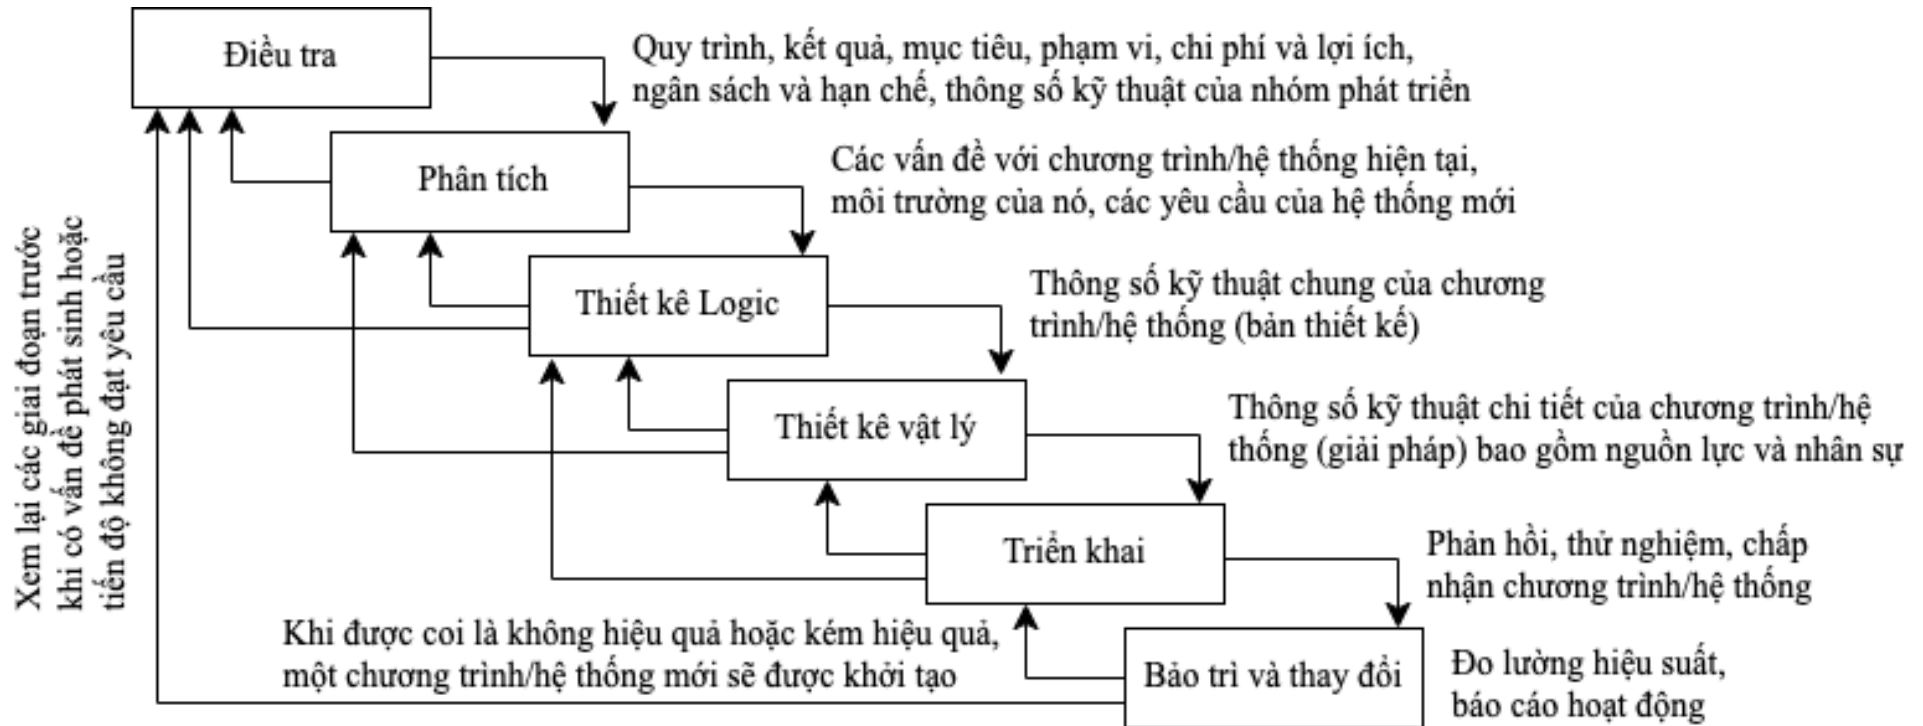 Điều tra
Quy trình, kết quả, mục tiêu, phạm vi, chi phí và lợi ích,
ngân sách và hạn chế, thông số kỹ thuật của nhóm phát triển
Phân tích
Các vấn đề với chương trình/hệ thống hiện tại,
môi trường của nó, các yêu cầu của hệ thống mới
Thiết kê Logic
Thông số kỹ thuật chung của chương
trình/hệ thống (bản thiết kế)
Thiết kê vật lý
Thông số kỹ thuật chi tiết của chương trình/hệ
thống (giải pháp) bao gồm nguồn lực và nhân sự
Triển khai
Phản hồi, thử nghiệm, chấp
nhận chương trình/hệ thống
Bảo trì và thay đổi
Đo lường hiệu suất,
báo cáo hoạt động
Xem lại các giai đoạn trước
khi có vấn đề phát sinh hoặc
tiến độ không đạt yêu cầu
Khi được coi là không hiệu quả hoặc kém hiệu quả,
một chương trình/hệ thống mới sẽ được khởi tạo